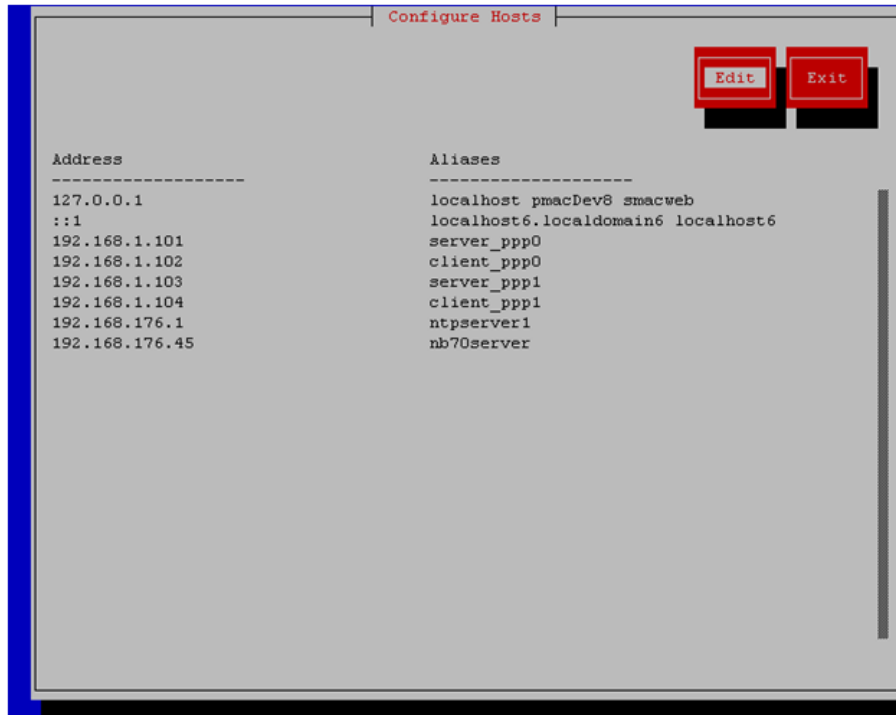 Configure Hosts
Edit Exit
Address Aliases
------------------- --------------------
127.0.0.1 localhost pmacDev8 smacweb
::1 localhost6.localdomain6 localhost6
192.168.1.101 server_ppp0
192.168.1.102 client_ppp0
192.168.1.103 server_ppp1
192.168.1.104 client_ppp1
192.168.176.1 ntpserver1
192.168.176.45 nb70server